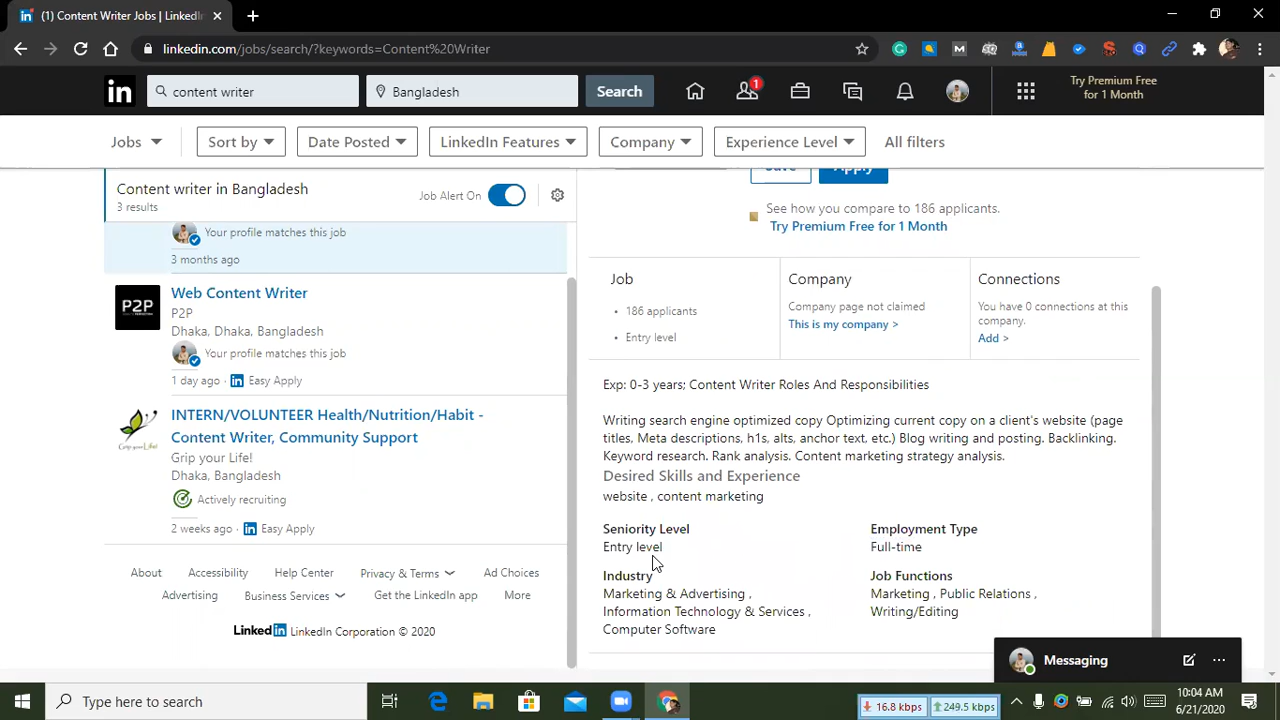 (1) Content Writer Jobs | LinkedIn
linkedin.com/jobs/search/?keywords=Content%20Writer
in
content writer
Bangladesh
Search
1
Try Premium Free
for 1 Month
Jobs
Sort by
Date Posted
LinkedIn Features
Company
Experience Level
All filters
Content writer in Bangladesh
3 results
Job Alert On
Your profile matches this job
3 months ago
P2P
Web Content Writer
P2P
Dhaka, Dhaka, Bangladesh
Your profile matches this job
1 day ago · in Easy Apply
Grip your Life!
INTERN/VOLUNTEER Health/Nutrition/Habit -
Content Writer, Community Support
Grip your Life!
Dhaka, Bangladesh
Actively recruiting
2 weeks ago · in Easy Apply
About
Accessibility
Help Center
Privacy & Terms
Ad Choices
Advertising
Business Services
Get the LinkedIn app
More
Linked in LinkedIn Corporation © 2020
Save
Apply
See how you compare to 186 applicants.
Try Premium Free for 1 Month
Job
• 186 applicants
• Entry level
Company
Company page not claimed
This is my company >
Connections
You have 0 connections at this
company.
Add >
Exp: 0-3 years; Content Writer Roles And Responsibilities
Writing search engine optimized copy Optimizing current copy on a client's website (page
titles, Meta descriptions, h1s, alts, anchor text, etc.) Blog writing and posting. Backlinking.
Keyword research. Rank analysis. Content marketing strategy analysis.
Desired Skills and Experience
website , content marketing
Seniority Level
Entry level
Employment Type
Full-time
Industry
Marketing & Advertising ,
Information Technology & Services ,
Computer Software
Job Functions
Marketing , Public Relations ,
Writing/Editing
Messaging
Type here to search
16.8 kbps
249.5 kbps
10:04 AM
6/21/2020